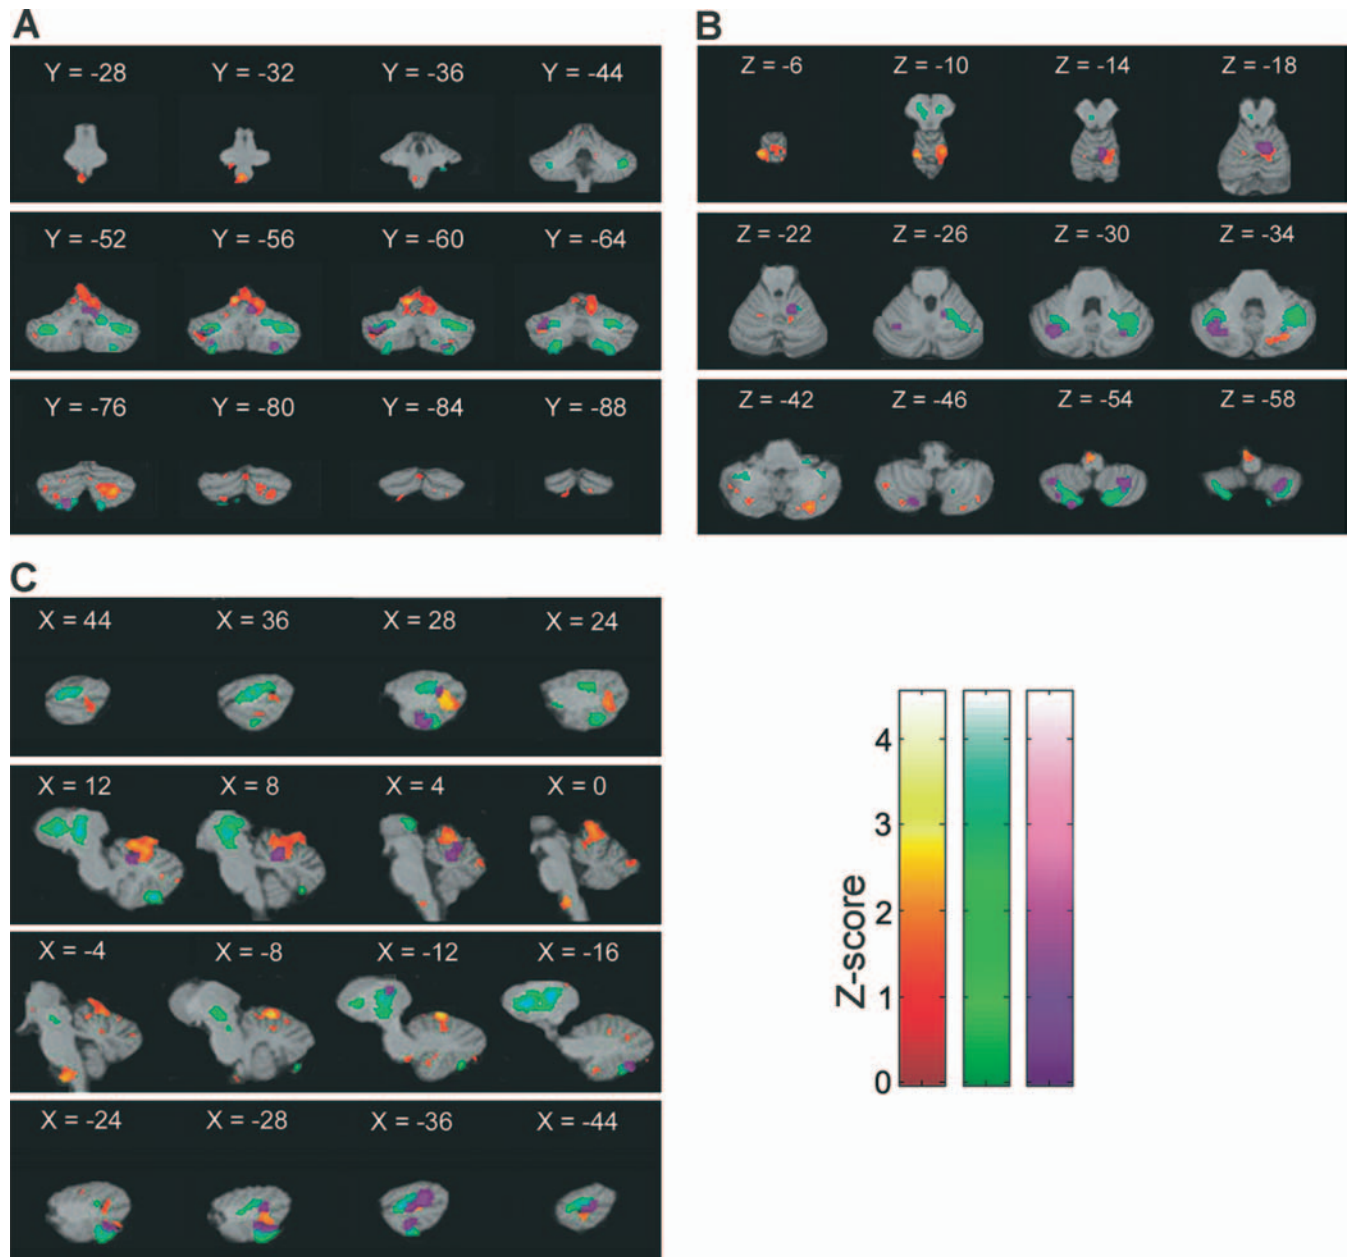 A
Y = -28 Y = -32 Y = -36 Y = -44
Y = -52 Y = -56 Y = -60 Y = -64
Y = -76 Y = -80 Y = -84 Y = -88
B
Z = -6 Z = -10 Z = -14 Z = -18
Z = -22 Z = -26 Z = -30 Z = -34
Z = -42 Z = -46 Z = -54 Z = -58
C
X = 44 X = 36 X = 28 X = 24
X = 12 X = 8 X = 4 X = 0
X = -4 X = -8 X = -12 X = -16
X = -24 X = -28 X = -36 X = -44
Z-score
4
3
2
1
0